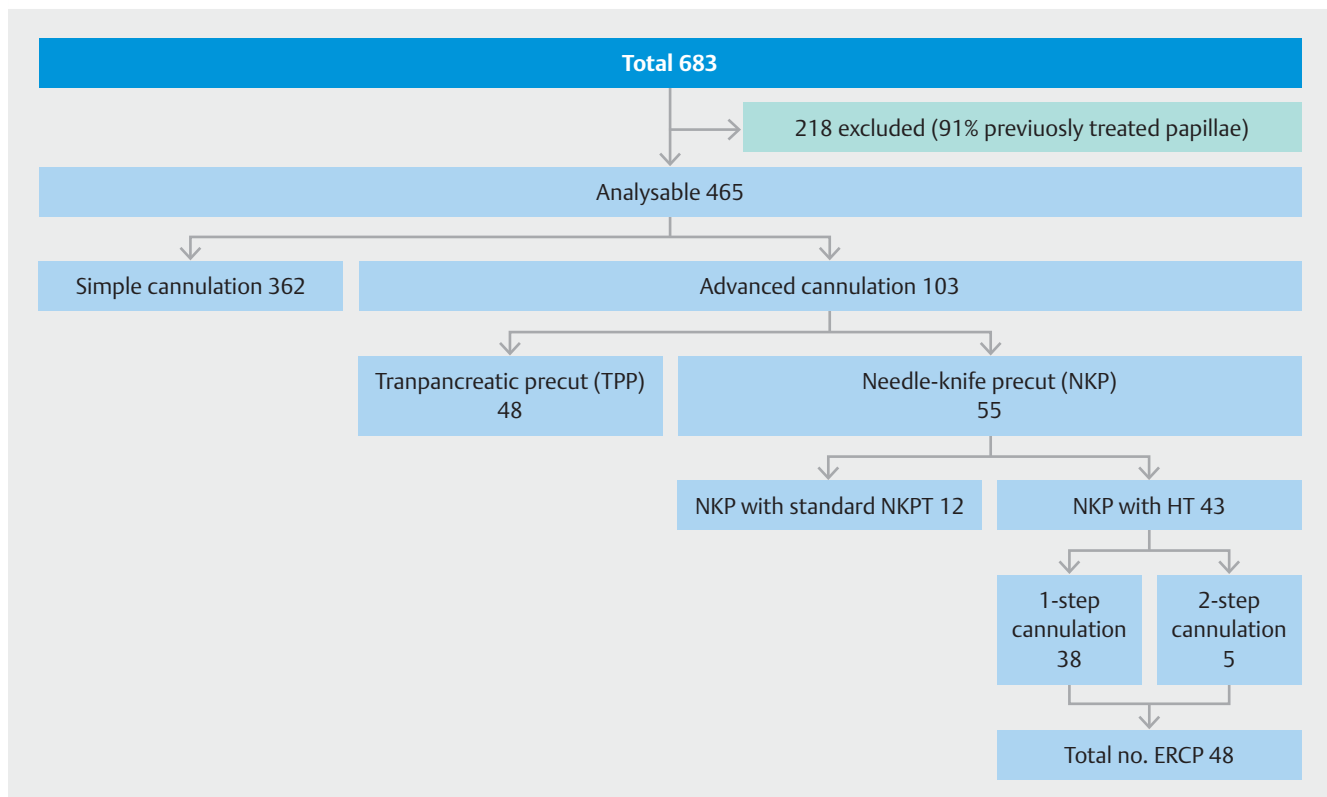 Total 683
218 excluded (91% previuosly treated papillae)
Analysable 465
Simple cannulation 362
Advanced cannulation 103
Tranpancreatic precut (TPP)
48
Needle-knife precut (NKP)
55
NKP with standard NKPT 12
NKP with HT 43
1-step
cannulation
38
2-step
cannulation
5
Total no. ERCP 48